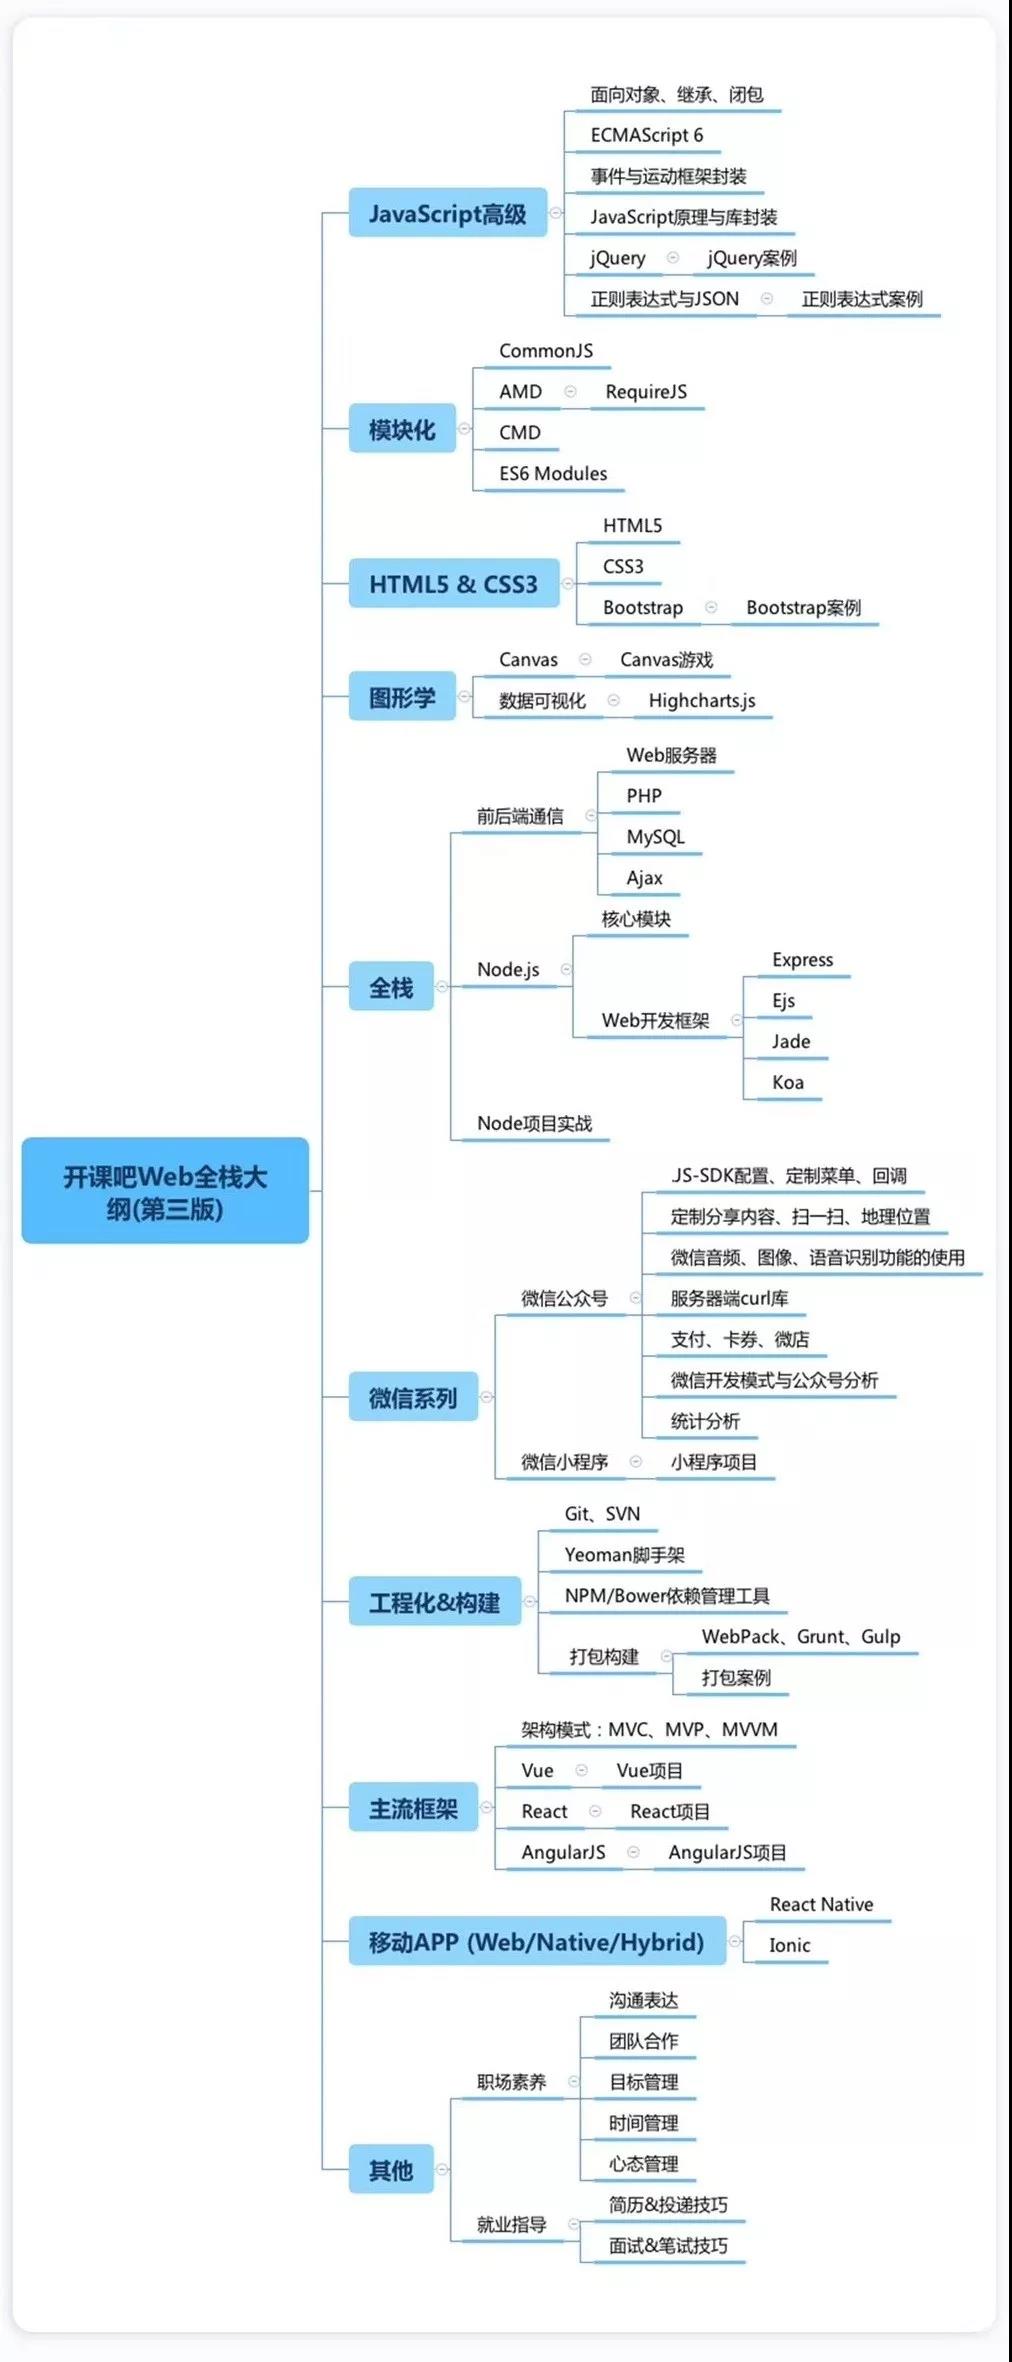 JavaScript高级
面向对象、继承、闭包
ECMAScript 6
事件与运动框架封装
JavaScript原理与库封装
jQuery
jQuery案例
正则表达式与JSON
正则表达式案例
模块化
CommonJS
AMD
RequireJS
CMD
ES6 Modules
HTML5 & CSS3
HTML5
CSS3
Bootstrap
Bootstrap案例
图形学
Canvas
Canvas游戏
数据可视化
Highcharts.js
全栈
前后端通信
Web服务器
PHP
MySQL
Ajax
Node.js
核心模块
Web开发框架
Express
Ejs
Jade
Koa
Node项目实战
开课吧Web全栈大
纲(第三版)
微信系列
微信公众号
JS-SDK配置、定制菜单、回调
定制分享内容、扫一扫、地理位置
微信音频、图像、语音识别功能的使用
服务器端curl库
支付、卡券、微店
微信开发模式与公众号分析
统计分析
微信小程序
小程序项目
工程化&构建
Git、SVN
Yeoman脚手架
NPM/Bower依赖管理工具
打包构建
WebPack、Grunt、Gulp
打包案例
主流框架
架构模式：MVC、MVP、MVVM
Vue
Vue项目
React
React项目
AngularJS
AngularJS项目
移动APP (Web/Native/Hybrid)
React Native
Ionic
其他
职场素养
沟通表达
团队合作
目标管理
时间管理
心态管理
就业指导
简历&投递技巧
面试&笔试技巧